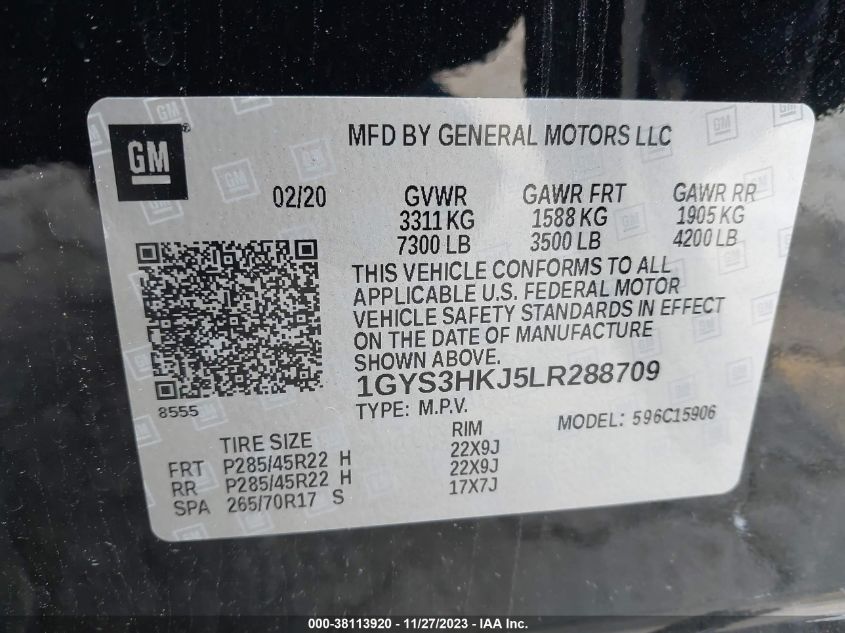 GM
MFD BY GENERAL MOTORS LLC
02/20 GVWR GAWR FRT GAWR RR
3311 KG 1588 KG 1905 KG
7300 LB 3500 LB 4200 LB
THIS VEHICLE CONFORMS TO ALL
APPLICABLE U.S. FEDERAL MOTOR
VEHICLE SAFETY STANDARDS IN EFFECT
ON THE DATE OF MANUFACTURE
SHOWN ABOVE.
1GYS3HKJ5LR288709
8555
TYPE: M.P.V. MODEL: 596C15906
TIRE SIZE RIM
FRT P285/45R22 H 22X9J
RR P285/45R22 H 22X9J
SPA 265/70R17 S 17X7J
000-38113920 - 11/27/2023 - IAA Inc.